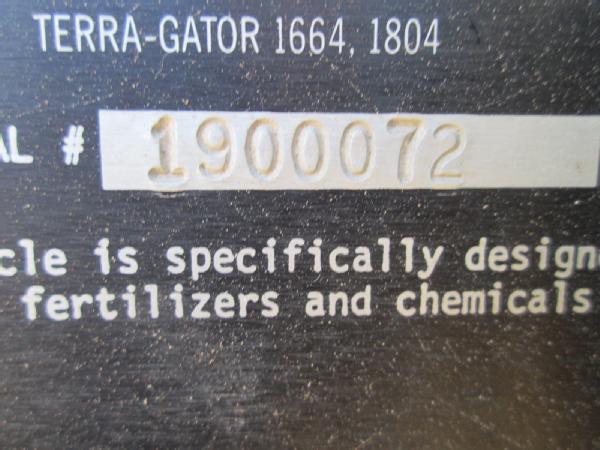 TERRA-GATOR 1664, 1804
AL # 1900072
cle is specifically design
fertilizers and chemicals